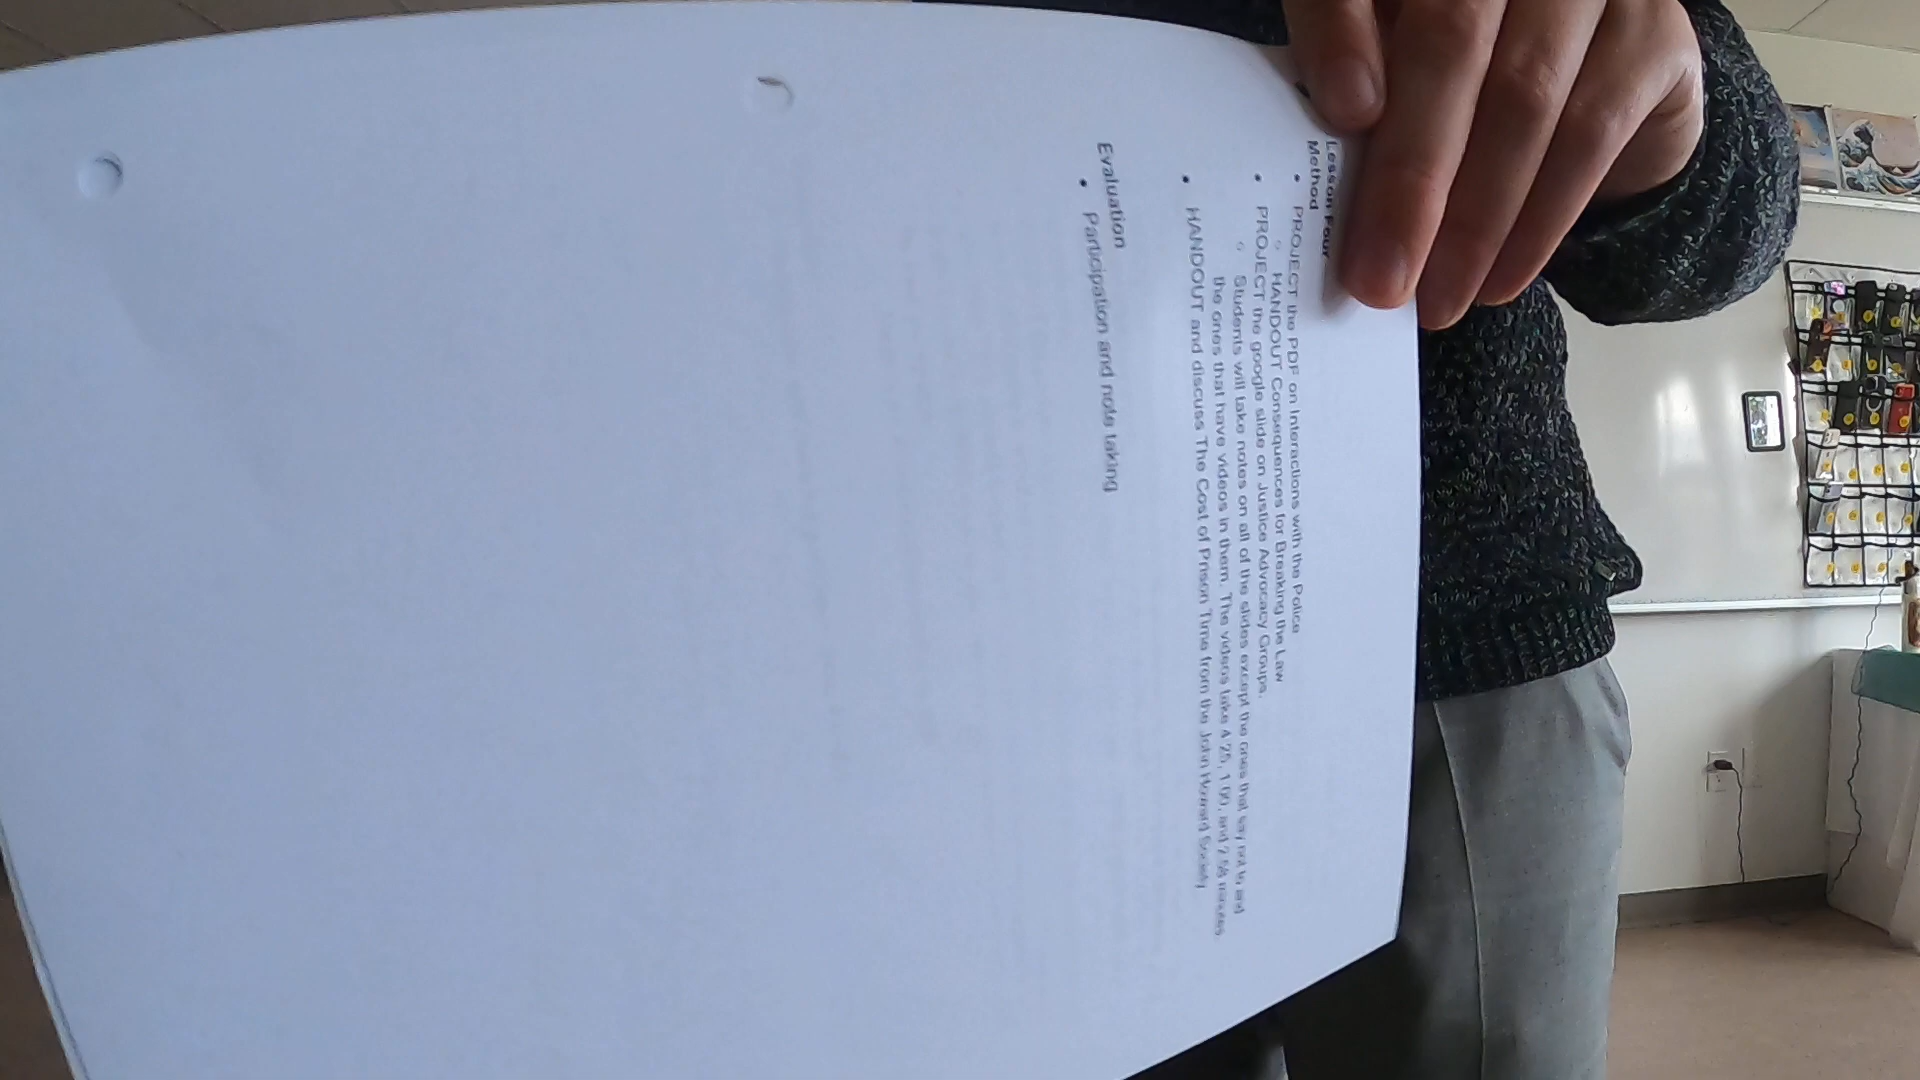 Lesson Four
Method
• PROJECT the PDF on Interactions with the Police
○ HANDOUT Consequences for Breaking the Law
• PROJECT the google slide on Justice Advocacy Groups.
○ Students will take notes on all of the slides except the ones that say not to and
the ones that have videos in them. The videos take 4:25, 1:00, and 2:58 minutes.
• HANDOUT and discuss The Cost of Prison Time from the John Howard Society
Evaluation
• Participation and note taking